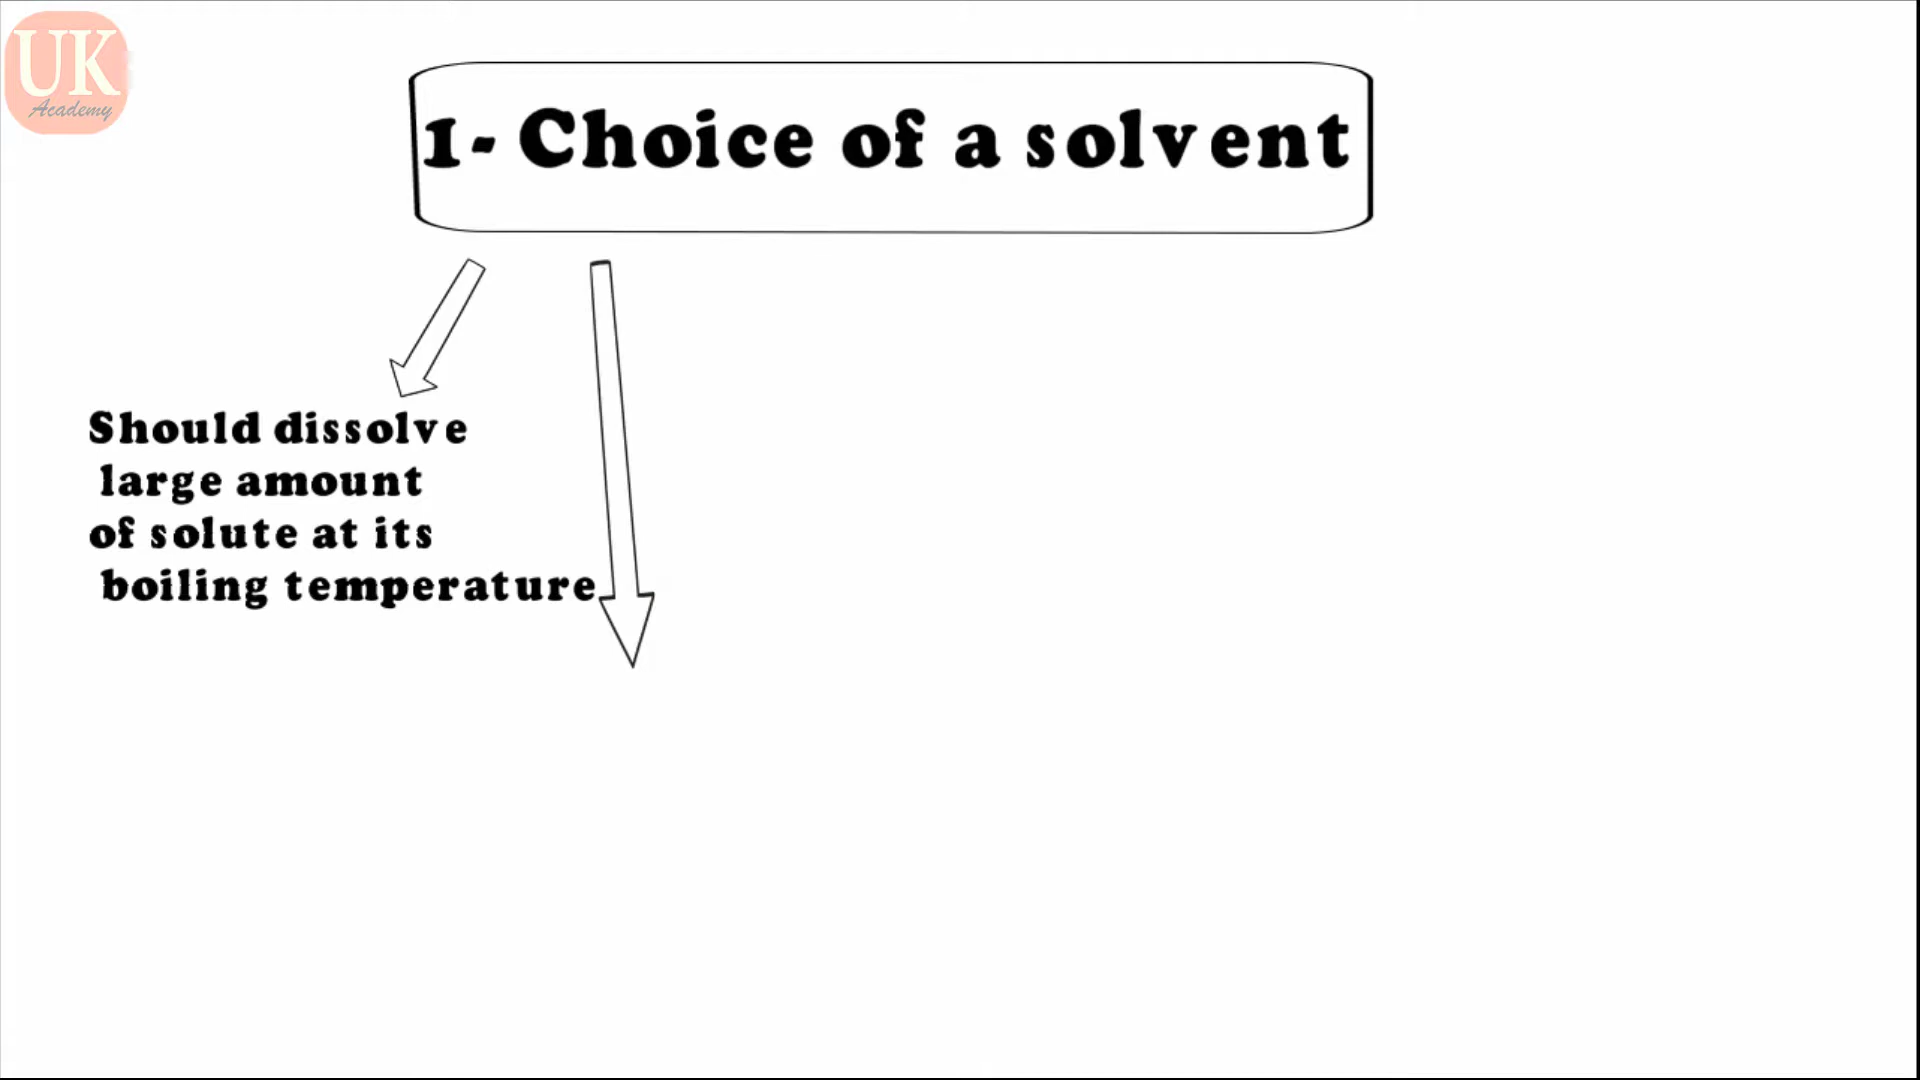 UK
Academy
1- Choice of a solvent
Should dissolve
large amount
of solute at its
boiling temperature